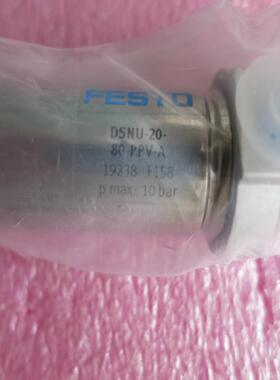 FESTO
DSNU-20-
80-PPV-A
19238 F158
p max. 10 bar